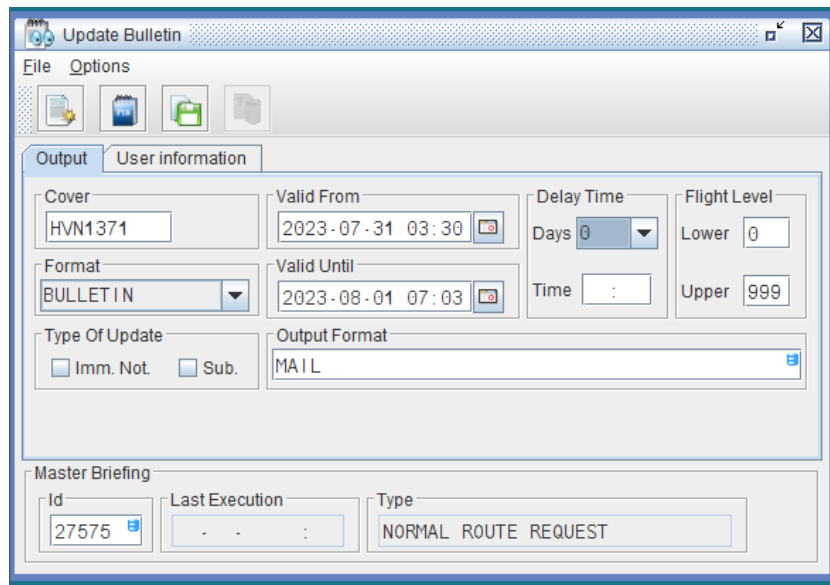 Update Bulletin
File Options
Output User information
Cover Valid From Delay Time Flight Level
HVN1371 2023-07-31 03:30 Days 0 Lower 0
Format Valid Until
BULLETIN 2023-08-01 07:03 Time : Upper 999
Type Of Update Output Format
Imm. Not. Sub. MAIL
Master Briefing
Id Last Execution Type
27575 - - : NORMAL ROUTE REQUEST